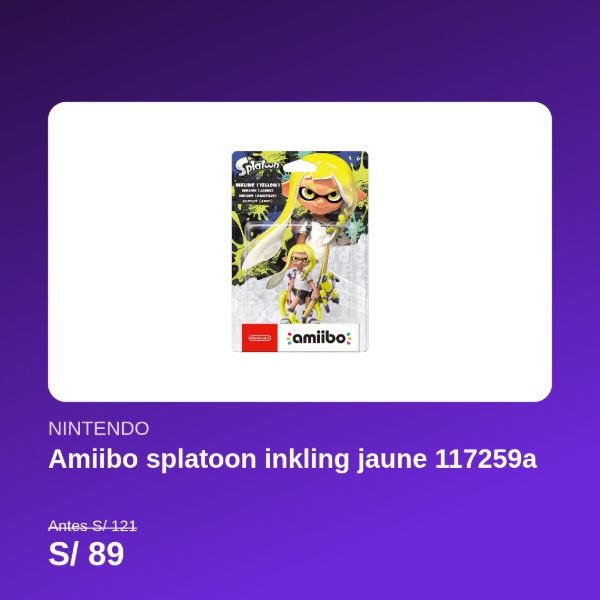 Splatoon
INKLING (YELLOW)
Nintendo
amiibo
NINTENDO
Amiibo splatoon inkling jaune 117259a
Antes S/ 121
S/ 89